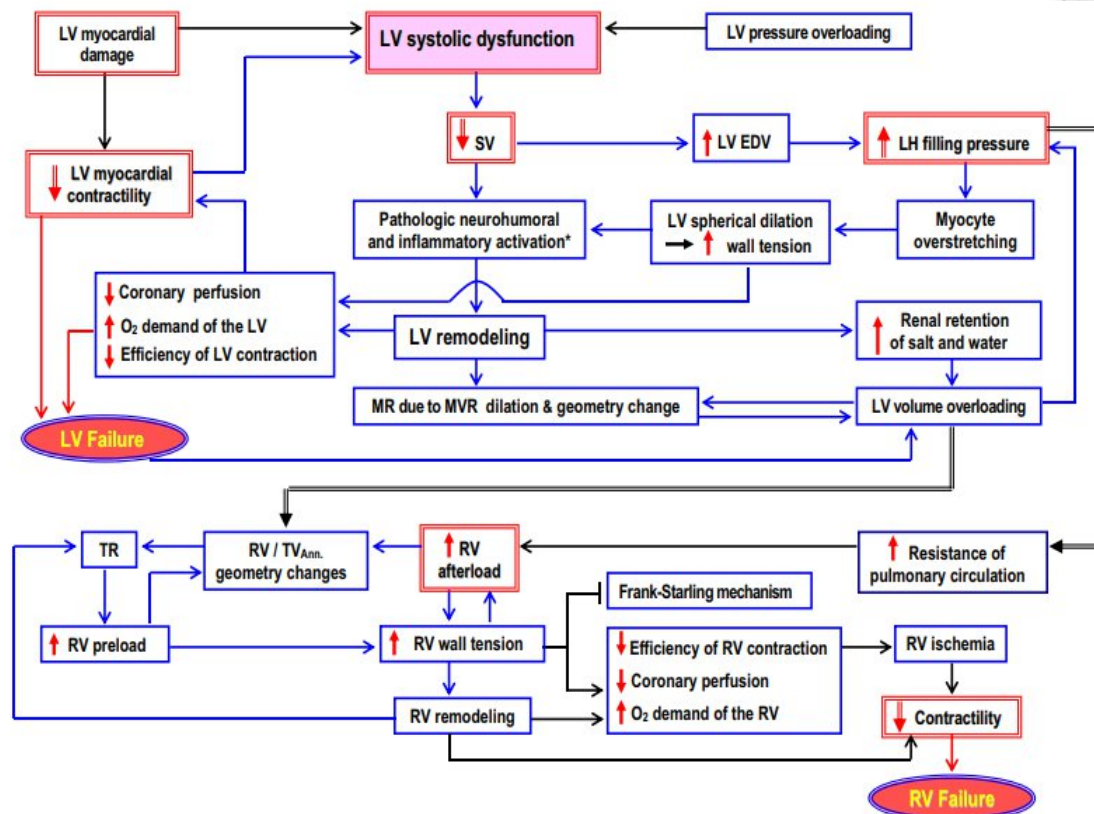 LV myocardial
damage
LV systolic dysfunction
LV pressure overloading
SV
LV EDV
LH filling pressure
LV myocardial
contractility
Pathologic neurohumoral
and inflammatory activation*
LV spherical dilation
wall tension
Myocyte
overstretching
Coronary perfusion
O₂ demand of the LV
Efficiency of LV contraction
LV remodeling
Renal retention
of salt and water
MR due to MVR dilation & geometry change
LV volume overloading
LV Failure
TR
RV / TVAnn.
geometry changes
RV
afterload
Resistance of
pulmonary circulation
Frank-Starling mechanism
RV preload
RV wall tension
Efficiency of RV contraction
Coronary perfusion
O₂ demand of the RV
RV ischemia
RV remodeling
Contractility
RV Failure